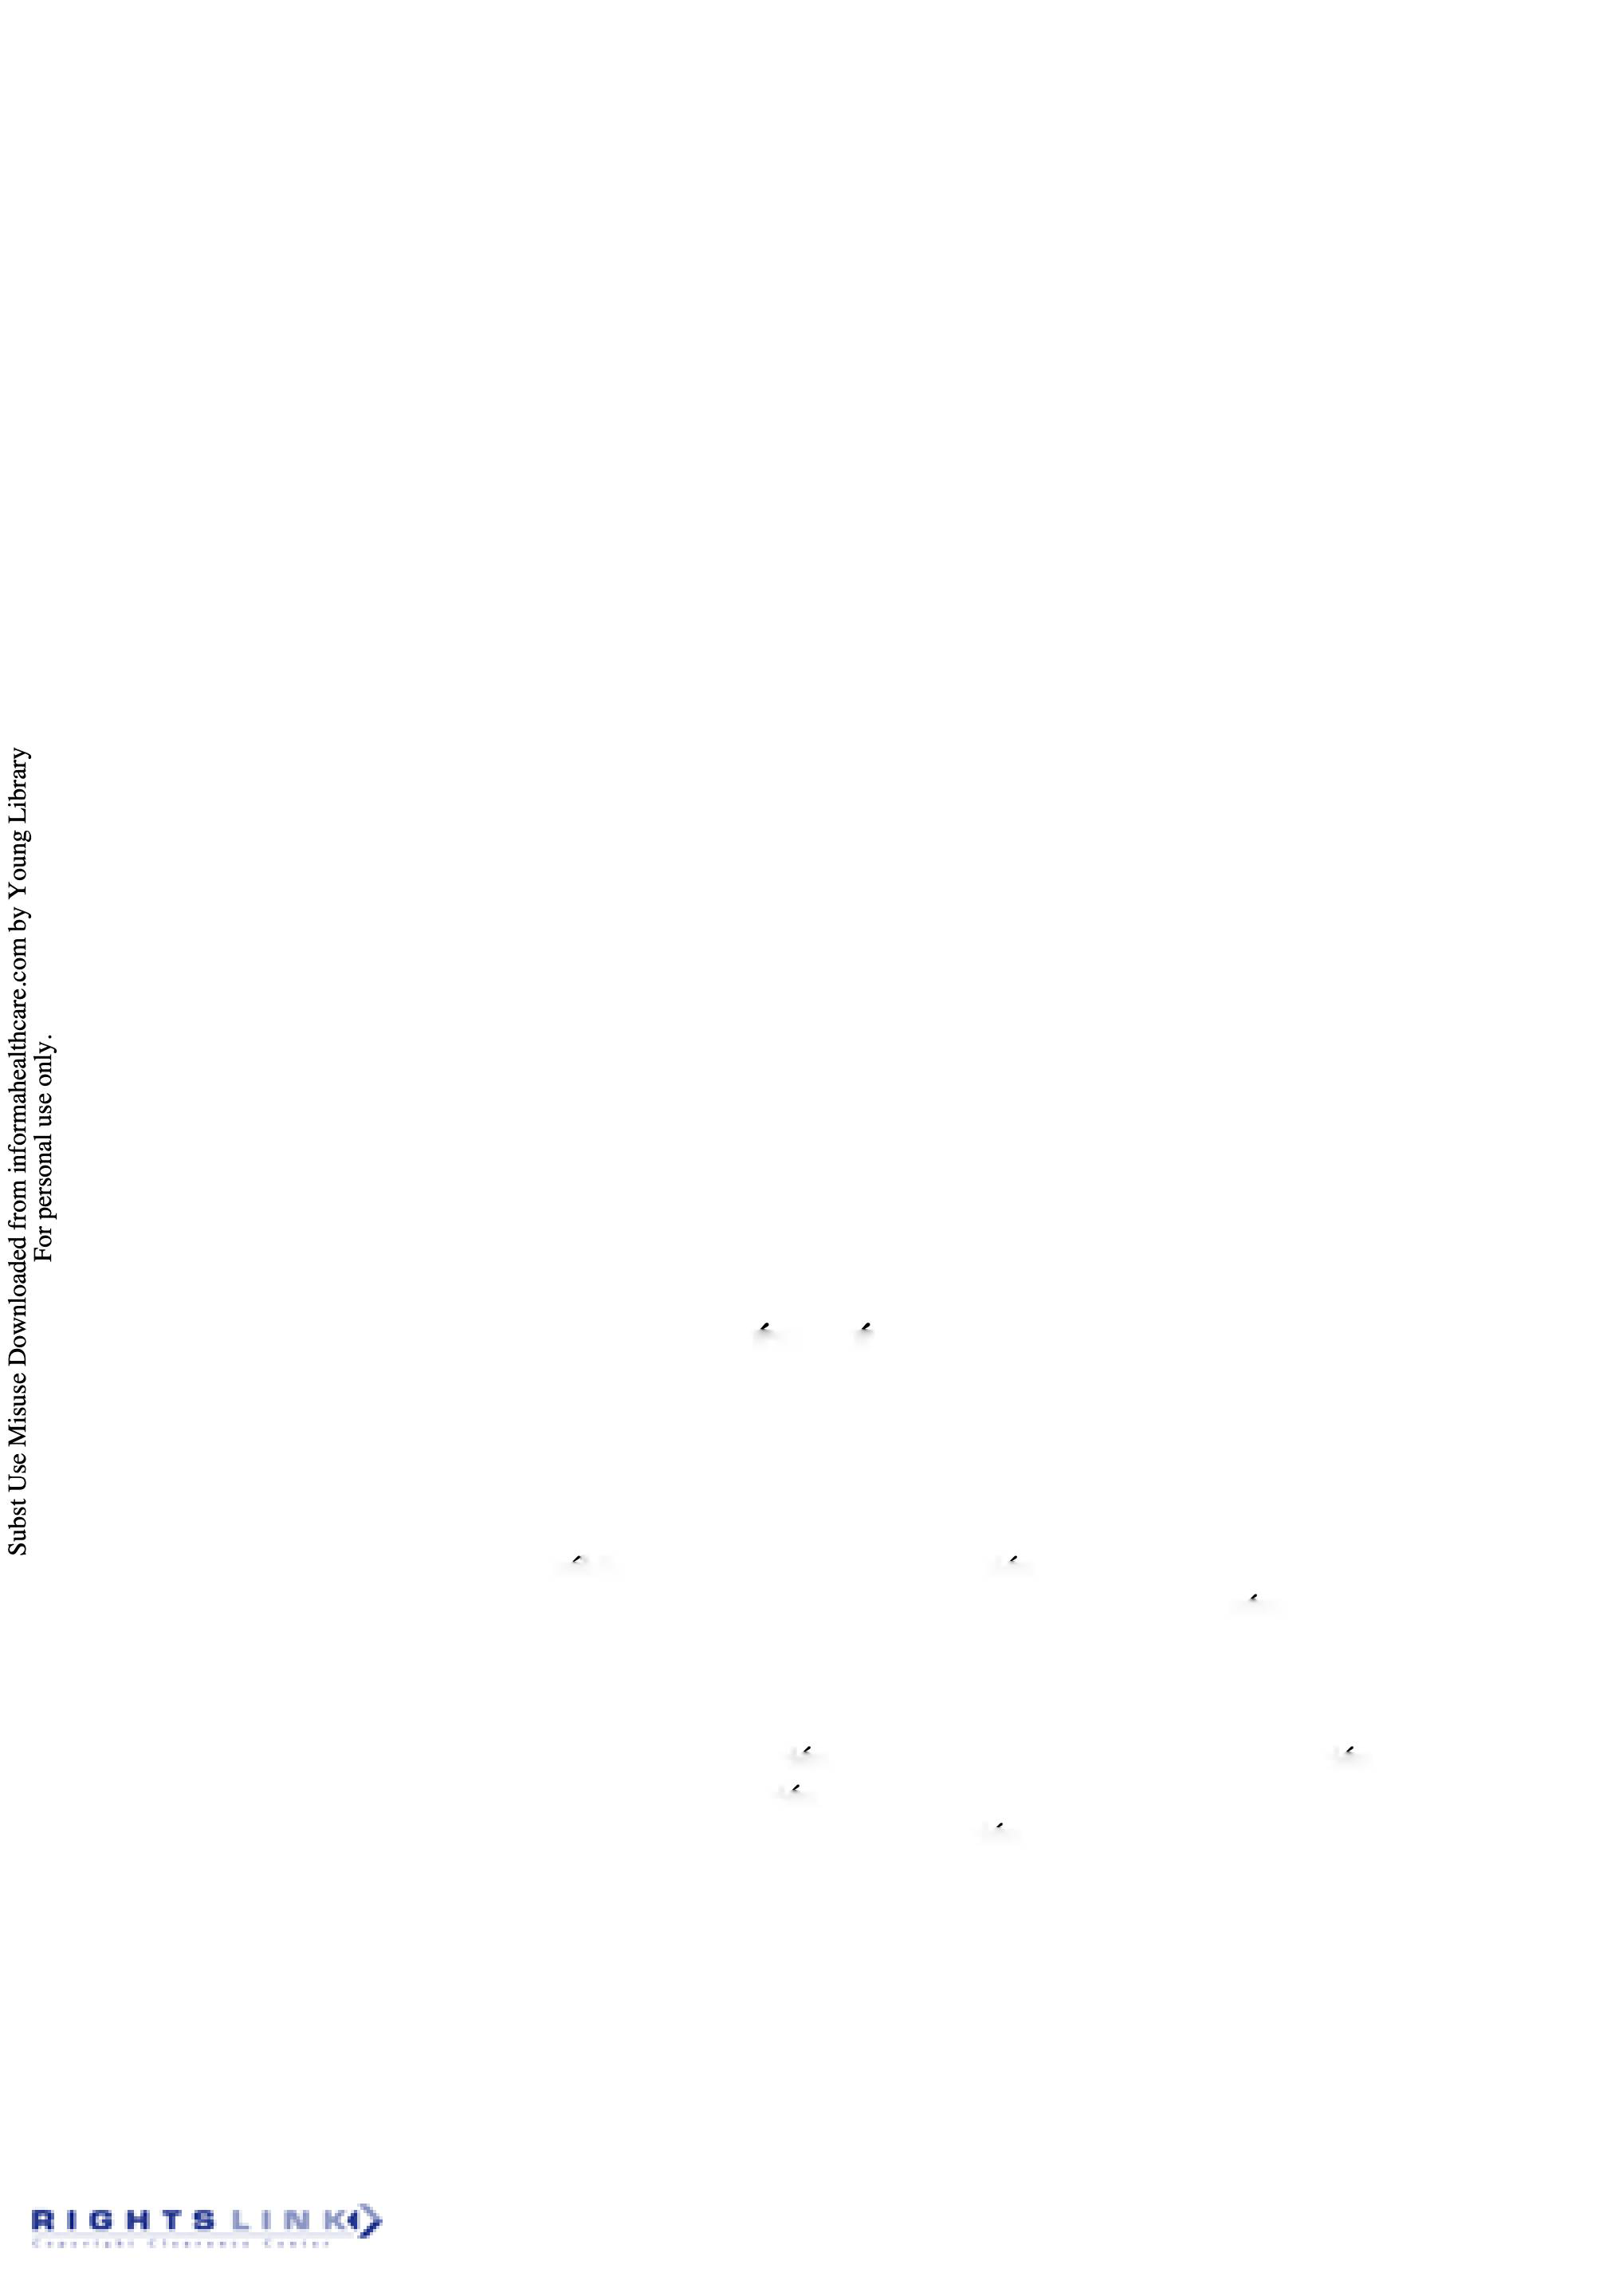 Subst Use Misuse Downloaded from informahealthcare.com by Young Library
For personal use only.
RIGHTSLINK
Copyright Clearance Center